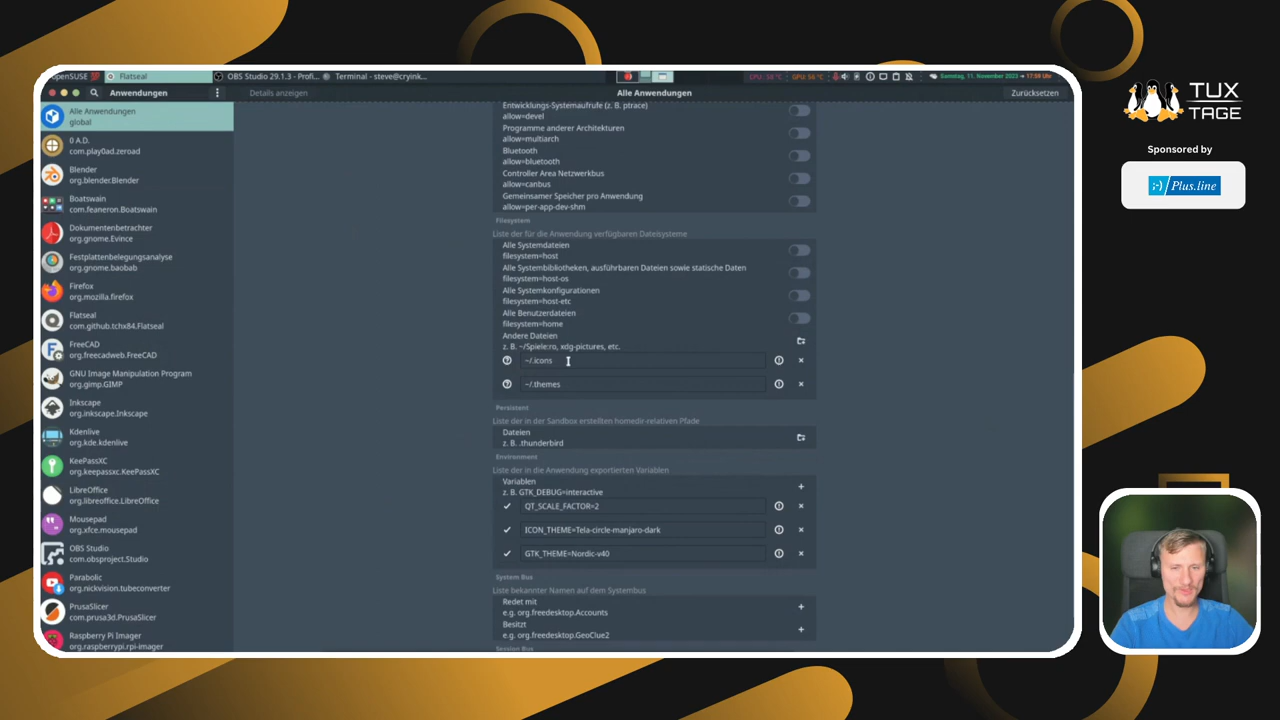 openSUSE
Flatseal
OBS Studio 29.1.3 - Profi...
Terminal - steve@cryink...
CPU: 58 °C
GPU: 56 °C
Samstag, 11. November 2023
17:59 Uhr
Anwendungen
Details anzeigen
Alle Anwendungen
Zurücksetzen
Alle Anwendungen
global
0 A.D.
com.play0ad.zeroad
Blender
org.blender.Blender
Boatswain
com.feaneron.Boatswain
Dokumentenbetrachter
org.gnome.Evince
Festplattenbelegungsanalyse
org.gnome.baobab
Firefox
org.mozilla.firefox
Flatseal
com.github.tchx84.Flatseal
FreeCAD
org.freecadweb.FreeCAD
GNU Image Manipulation Program
org.gimp.GIMP
Inkscape
org.inkscape.Inkscape
Kdenlive
org.kde.kdenlive
KeePassXC
org.keepassxc.KeePassXC
LibreOffice
org.libreoffice.LibreOffice
Mousepad
org.xfce.mousepad
OBS Studio
com.obsproject.Studio
Parabolic
org.nickvision.tubeconverter
PrusaSlicer
com.prusa3d.PrusaSlicer
Raspberry Pi Imager
org.raspberrypi.rpi-imager
Entwicklungs-Systemaufrufe (z. B. ptrace)
allow=devel
Programme anderer Architekturen
allow=multiarch
Bluetooth
allow=bluetooth
Controller Area Netzwerkbus
allow=canbus
Gemeinsamer Speicher pro Anwendung
allow=per-app-dev-shm
Filesystem
Liste der für die Anwendung verfügbaren Dateisysteme
Alle Systemdateien
filesystem=host
Alle Systembibliotheken, ausführbaren Dateien sowie statische Daten
filesystem=host-os
Alle Systemkonfigurationen
filesystem=host-etc
Alle Benutzerdateien
filesystem=home
Andere Dateien
z. B. ~/Spiele:ro, xdg-pictures, etc.
~/.icons
~/.themes
Persistent
Liste der in der Sandbox erstellten homedir-relativen Pfade
Dateien
z. B. .thunderbird
Environment
Liste der in die Anwendung exportierten Variablen
Variablen
z. B. GTK_DEBUG=interactive
QT_SCALE_FACTOR=2
ICON_THEME=Tela-circle-manjaro-dark
GTK_THEME=Nordic-v40
System Bus
Liste bekannter Namen auf dem Systembus
Redet mit
e.g. org.freedesktop.Accounts
Besitzt
e.g. org.freedesktop.GeoClue2
Session Bus
TUX
TAGE
Sponsored by
:-) Plus.line